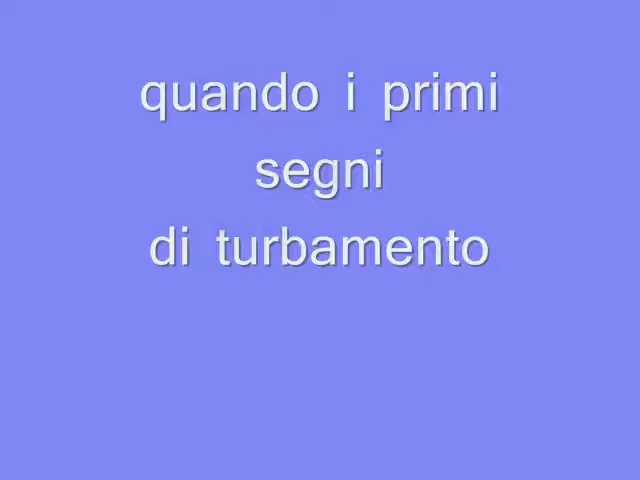 quando i primi
segni
di turbamento